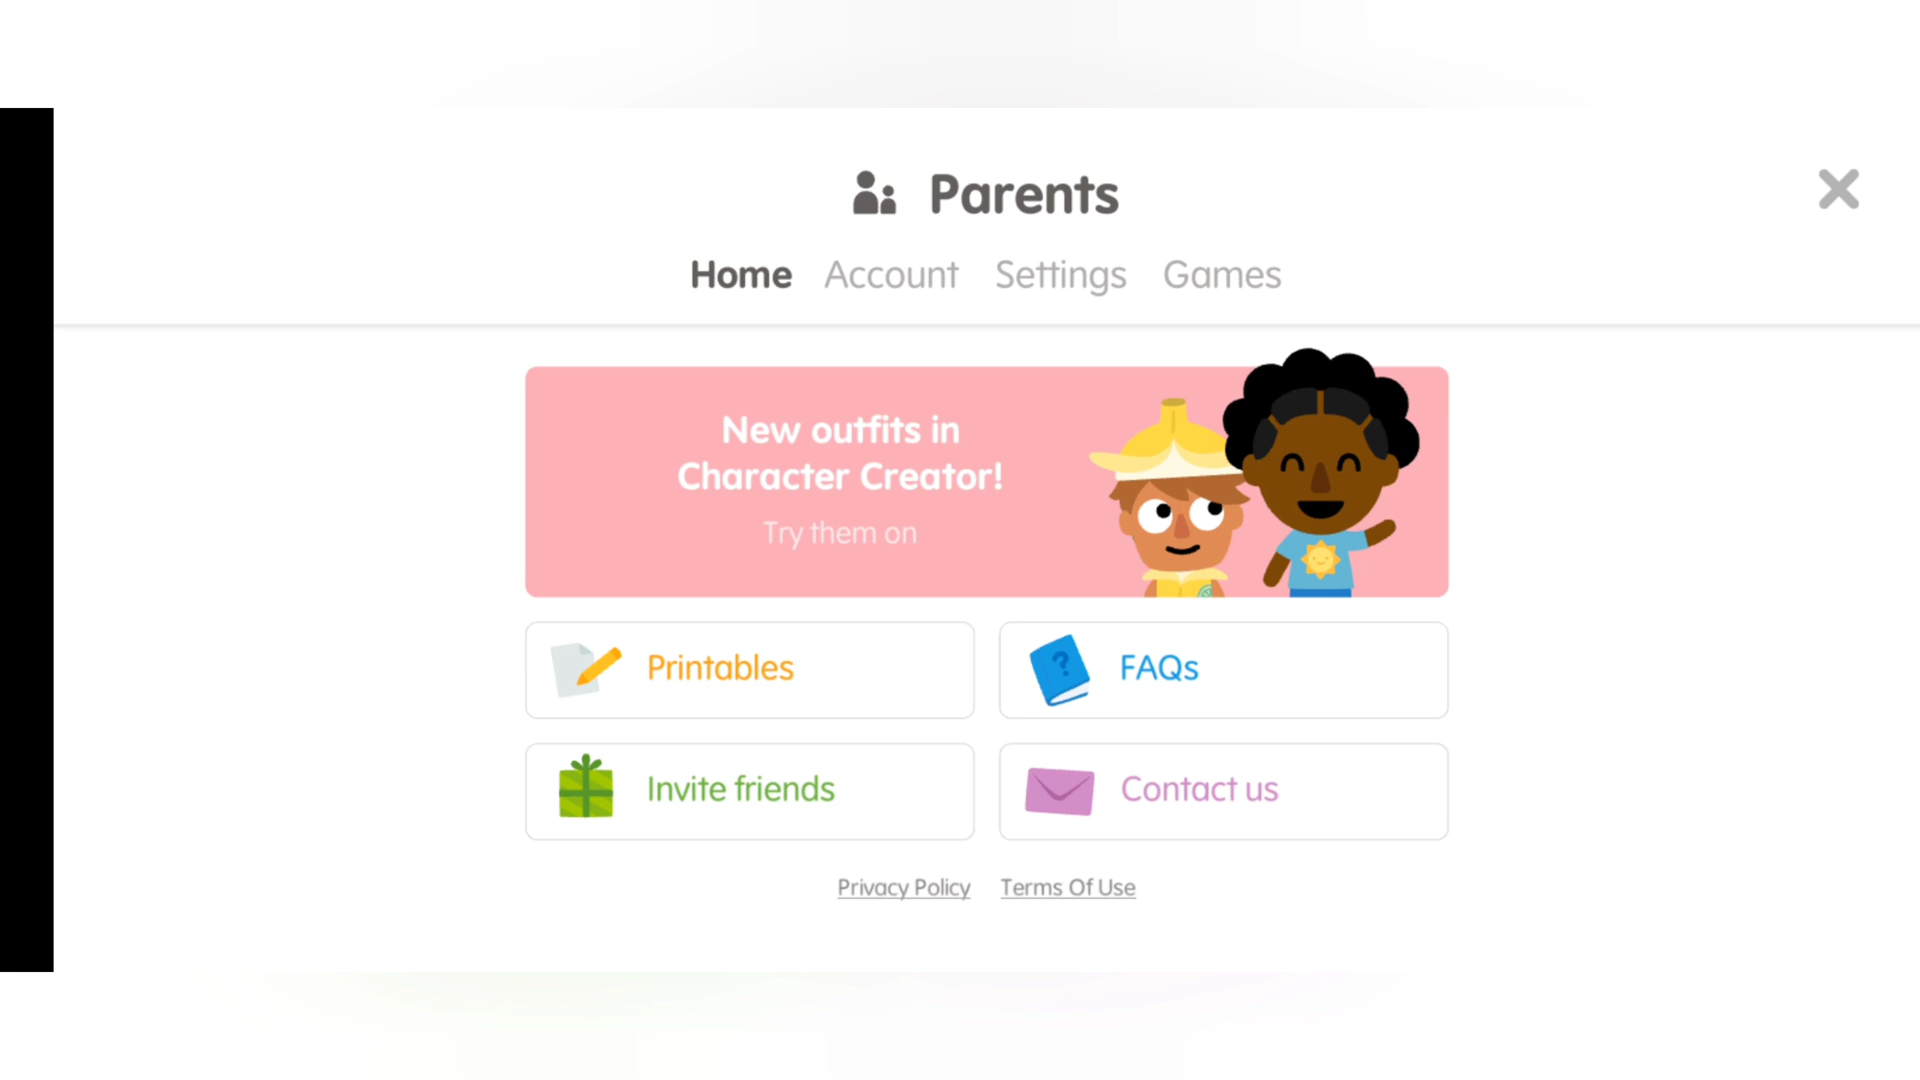 Parents
Home Account Settings Games
New outfits in
Character Creator!
Try them on
Printables
FAQs
Invite friends
Contact us
Privacy Policy Terms Of Use